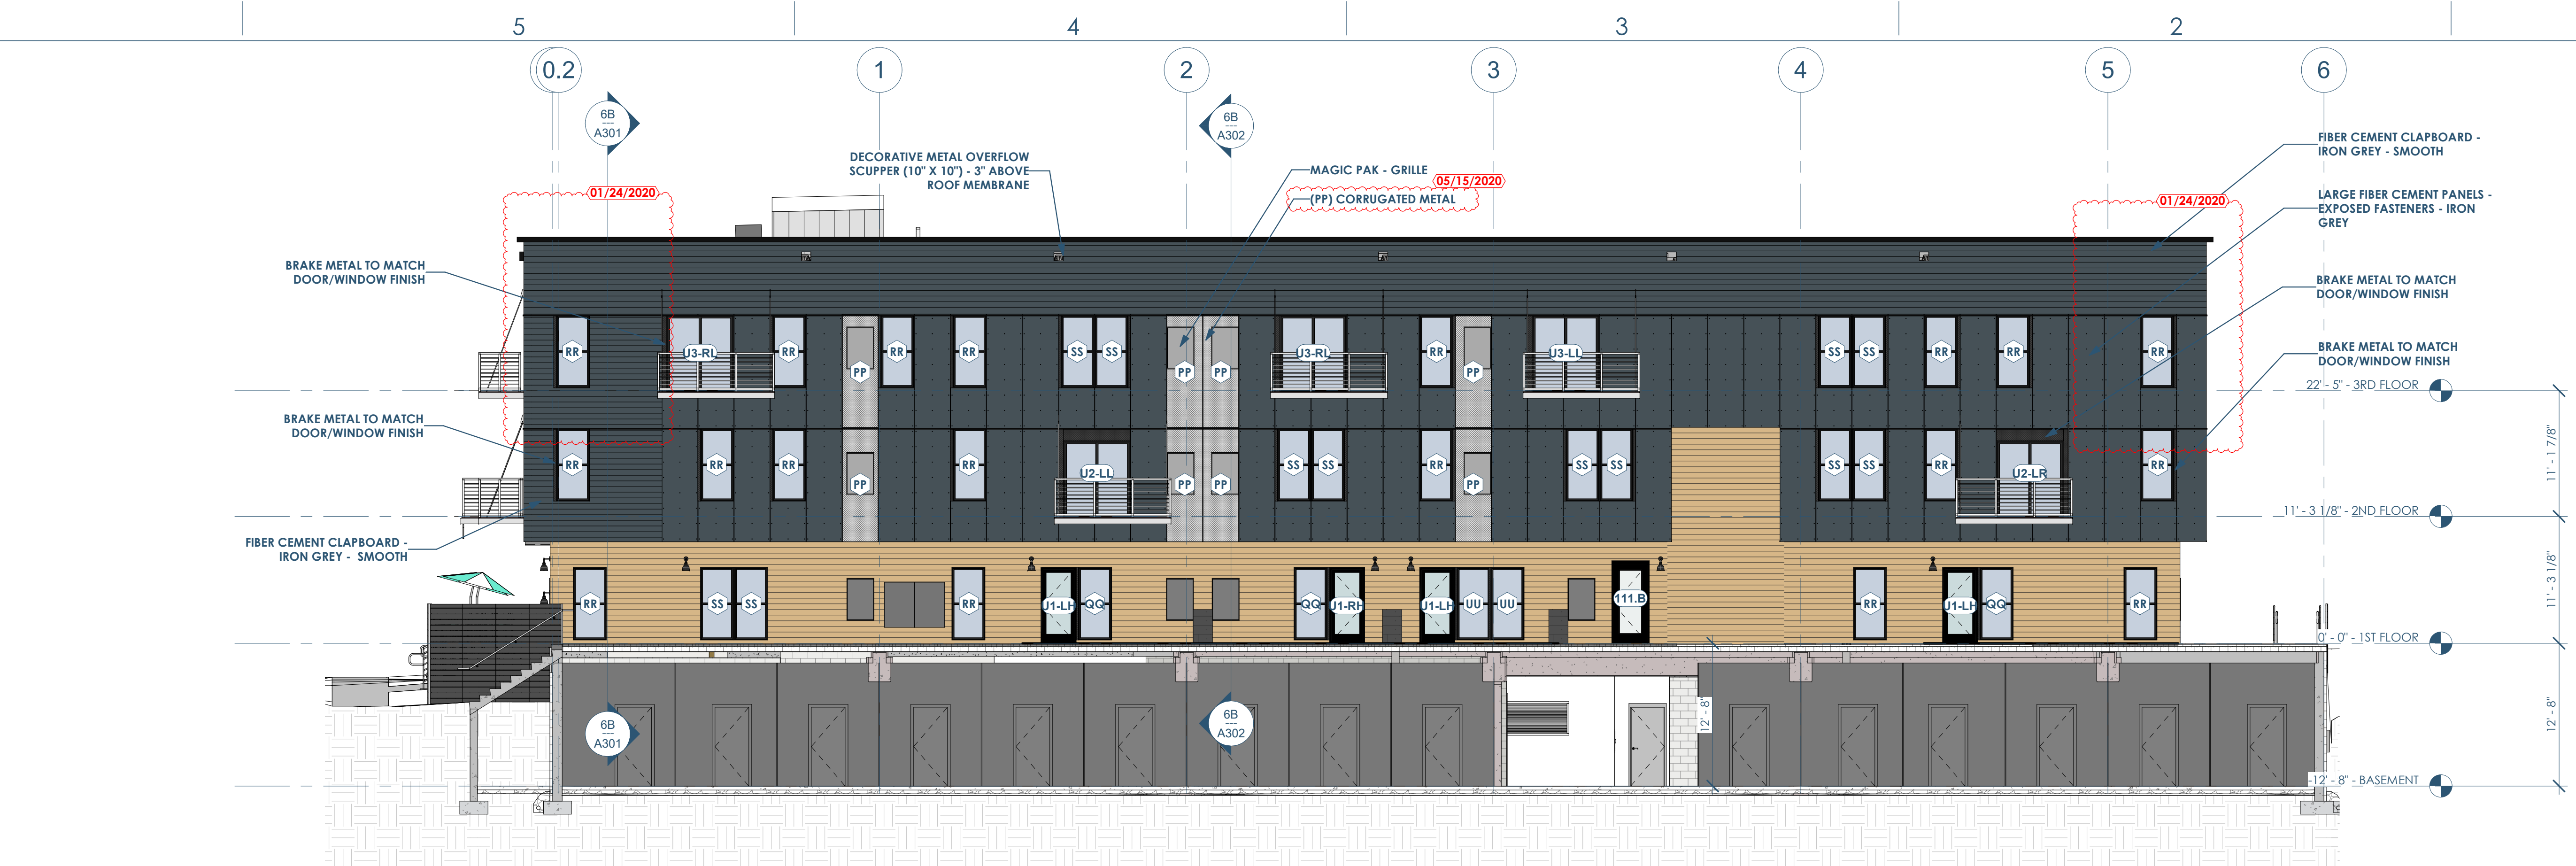 5 4 3 2
0.2 1 2 3 4 5 6
6B
---
A301
6B
---
A302
DECORATIVE METAL OVERFLOW
SCUPPER (10" X 10") - 3" ABOVE
ROOF MEMBRANE
MAGIC PAK - GRILLE
05/15/2020
(PP) CORRUGATED METAL
01/24/2020
01/24/2020
FIBER CEMENT CLAPBOARD -
IRON GREY - SMOOTH
LARGE FIBER CEMENT PANELS -
EXPOSED FASTENERS - IRON
GREY
BRAKE METAL TO MATCH
DOOR/WINDOW FINISH
BRAKE METAL TO MATCH
DOOR/WINDOW FINISH
BRAKE METAL TO MATCH
DOOR/WINDOW FINISH
BRAKE METAL TO MATCH
DOOR/WINDOW FINISH
FIBER CEMENT CLAPBOARD -
IRON GREY - SMOOTH
RR U3-RL RR RR RR SS SS U3-RL RR U3-LL SS SS RR RR RR
PP PP PP PP
22' - 5" - 3RD FLOOR
RR RR RR RR U2-LL SS SS RR SS SS SS SS RR U2-LR RR
PP PP PP PP
11' - 3 1/8" - 2ND FLOOR
RR SS SS RR U1-LH QQ QQ U1-RH U1-LH UU UU 111.B RR U1-LH QQ RR
0' - 0" - 1ST FLOOR
11' - 1 7/8"
11' - 3 1/8"
12' - 8"
12' - 8"
6B
---
A301
6B
---
A302
-12' - 8" - BASEMENT